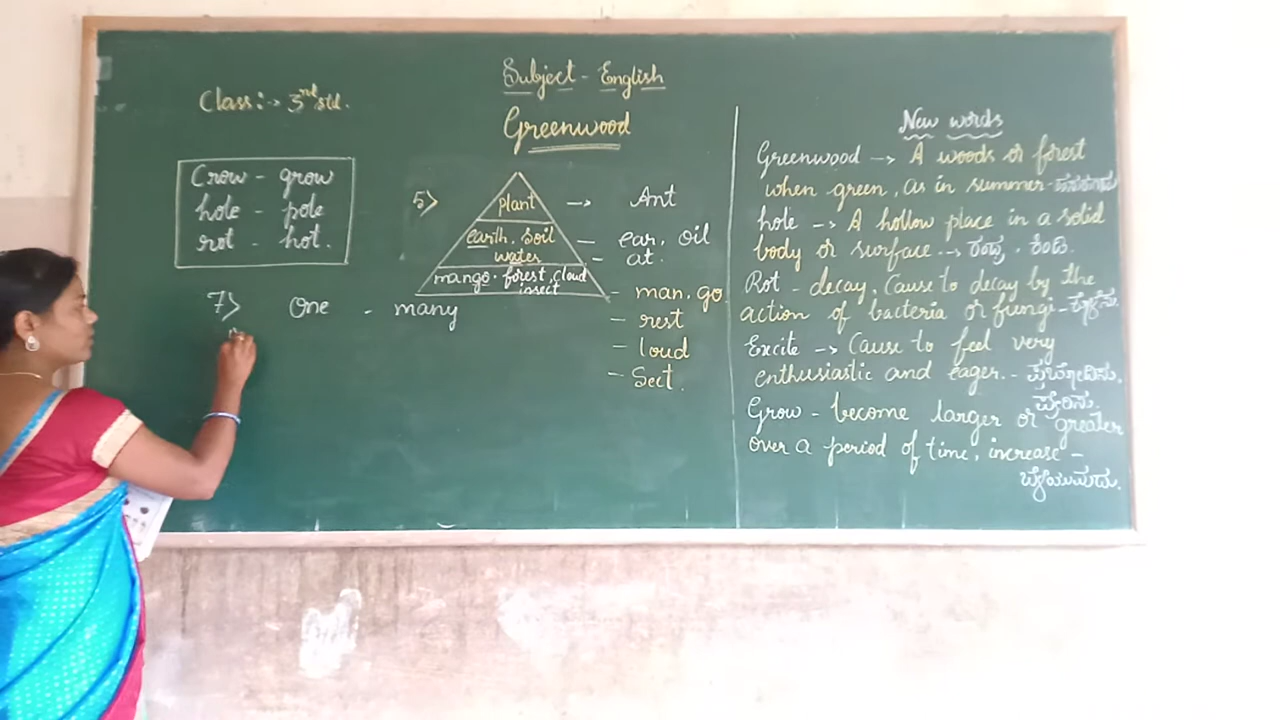 Subject - English
Class:-> 3rd std.
Greenwood
Crow - grow
hole - pole
rot - hot.
5>
plant -> Ant
earth, soil - ear, oil
water - at.
mango. forest, cloud
insect
- man, go
- rest
- loud
- Sect.
7> One - many
New words
Greenwood -> A woods or forest
when green, as in summer -
hole -> A hollow place in a solid
body or surface -> ರಂಧ್ರ,
Rot - decay, Cause to decay by the
action of bacteria or fungi -
Excite -> Cause to feel very
enthusiastic and eager. - ಪ್ರಚೋದಿಸು.
ಪ್ರೇರಿಸು.
Grow - become larger or greater
over a period of time, increase -